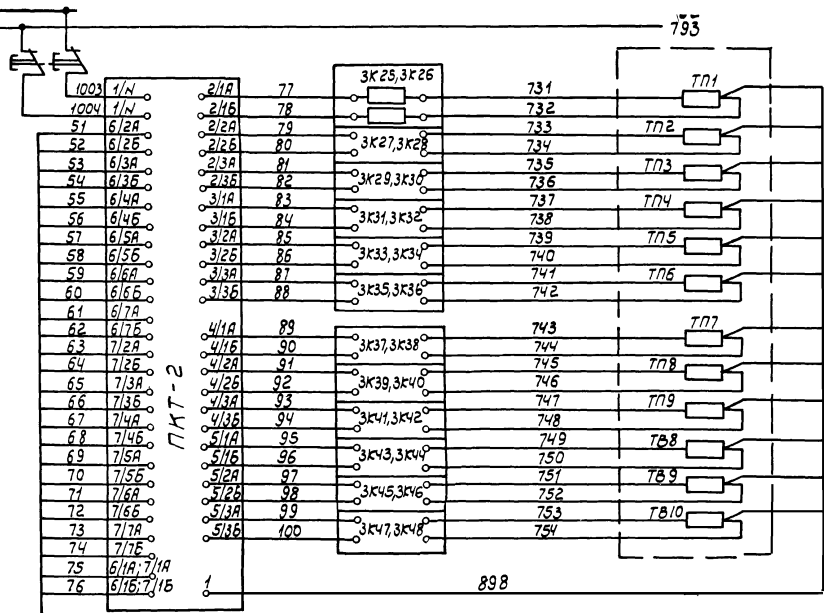 793
3К25,3К26
ТП1
1003 1/N 2/1А 77 731
1004 1/N 2/1Б 78 732
51 6/2А 2/2А 79 733 ТП2
52 6/2Б 2/2Б 80 3К27,3К28 734
53 6/3А 2/3А 81 735 ТП3
54 6/3Б 2/3Б 82 3К29,3К30 736
55 6/4А 3/1А 83 737 ТП4
56 6/4Б 3/1Б 84 3К31,3К32 738
57 6/5А 3/2А 85 739 ТП5
58 6/5Б 3/2Б 86 3К33,3К34 740
59 6/6А 3/3А 87 741 ТП6
60 6/6Б 3/3Б 88 3К35,3К36 742
61 6/7А
62 6/7Б 4/1А 89 743 ТП7
63 7/2А 4/1Б 90 3К37,3К38 744
64 7/2Б 4/2А 91 745 ТП8
65 7/3А 4/2Б 92 3К39,3К40 746
66 7/3Б 4/3А 93 747 ТП9
67 7/4А 4/3Б 94 3К41,3К42 748
68 7/4Б 5/1А 95 749 ТВ8
69 7/5А 5/1Б 96 3К43,3К44 750
70 7/5Б 5/2А 97 751 ТВ9
71 7/6А 5/2Б 98 3К45,3К46 752
72 7/6Б 5/3А 99 753 ТВ10
73 7/7А 5/3Б 100 3К47,3К48 754
74 7/7Б
75 6/1А;7/1А
76 6/1Б;7/1Б 1 898
ПКТ-2